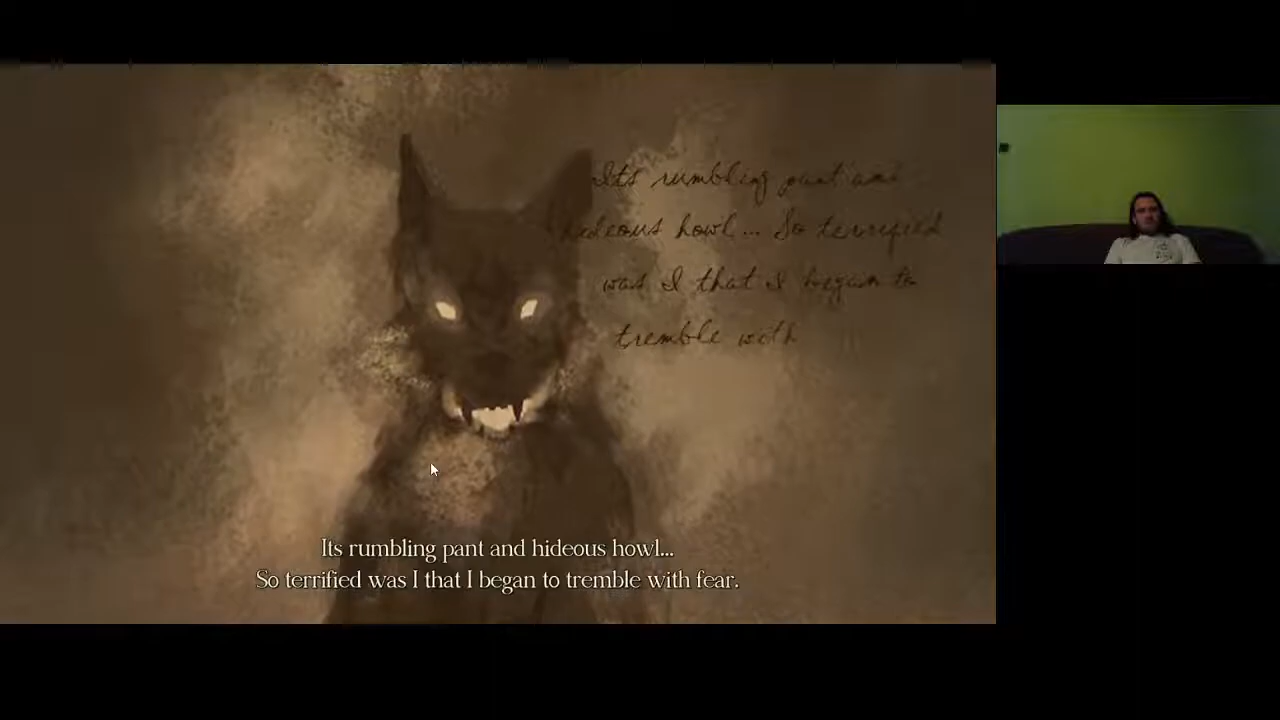 Its rumbling pant and
hideous howl... So terrified
was I that I began to
tremble with
Its rumbling pant and hideous howl...
So terrified was I that I began to tremble with fear.